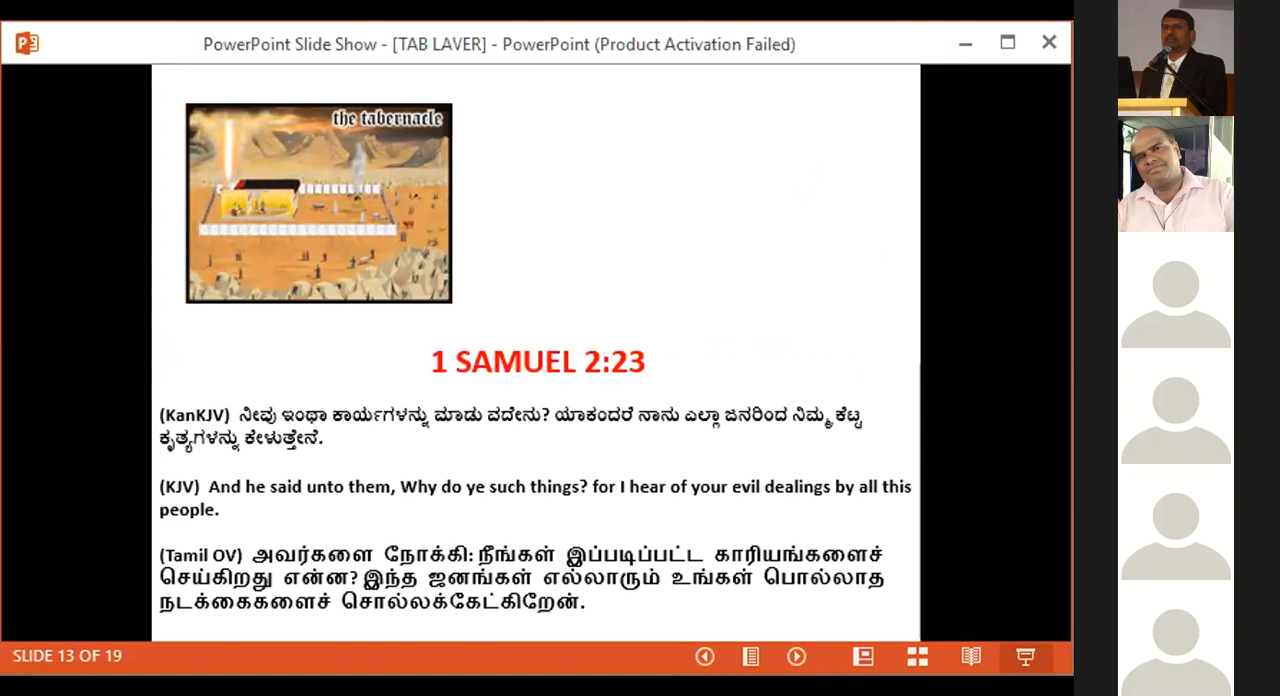 PowerPoint Slide Show - [TAB LAVER] - PowerPoint (Product Activation Failed)
the tabernacle
1 SAMUEL 2:23
(KanKJV) ನೀವು ಇಂಥಾ ಕಾರ್ಯಗಳನ್ನು ಮಾಡು ವದೇನು? ಯಾಕಂದರೆ ನಾನು ಎಲ್ಲಾ ಜನರಿಂದ ನಿಮ್ಮ ಕೆಟ್ಟ
ಕೃತ್ಯಗಳನ್ನು ಕೇಳುತ್ತೇನೆ.
(KJV) And he said unto them, Why do ye such things? for I hear of your evil dealings by all this
people.
(Tamil OV) அவர்களை நோக்கி: நீங்கள் இப்படிப்பட்ட காரியங்களைச்
செய்கிறது என்ன? இந்த ஜனங்கள் எல்லாரும் உங்கள் பொல்லாத
நடக்கைகளைச் சொல்லக்கேட்கிறேன்.
SLIDE 13 OF 19